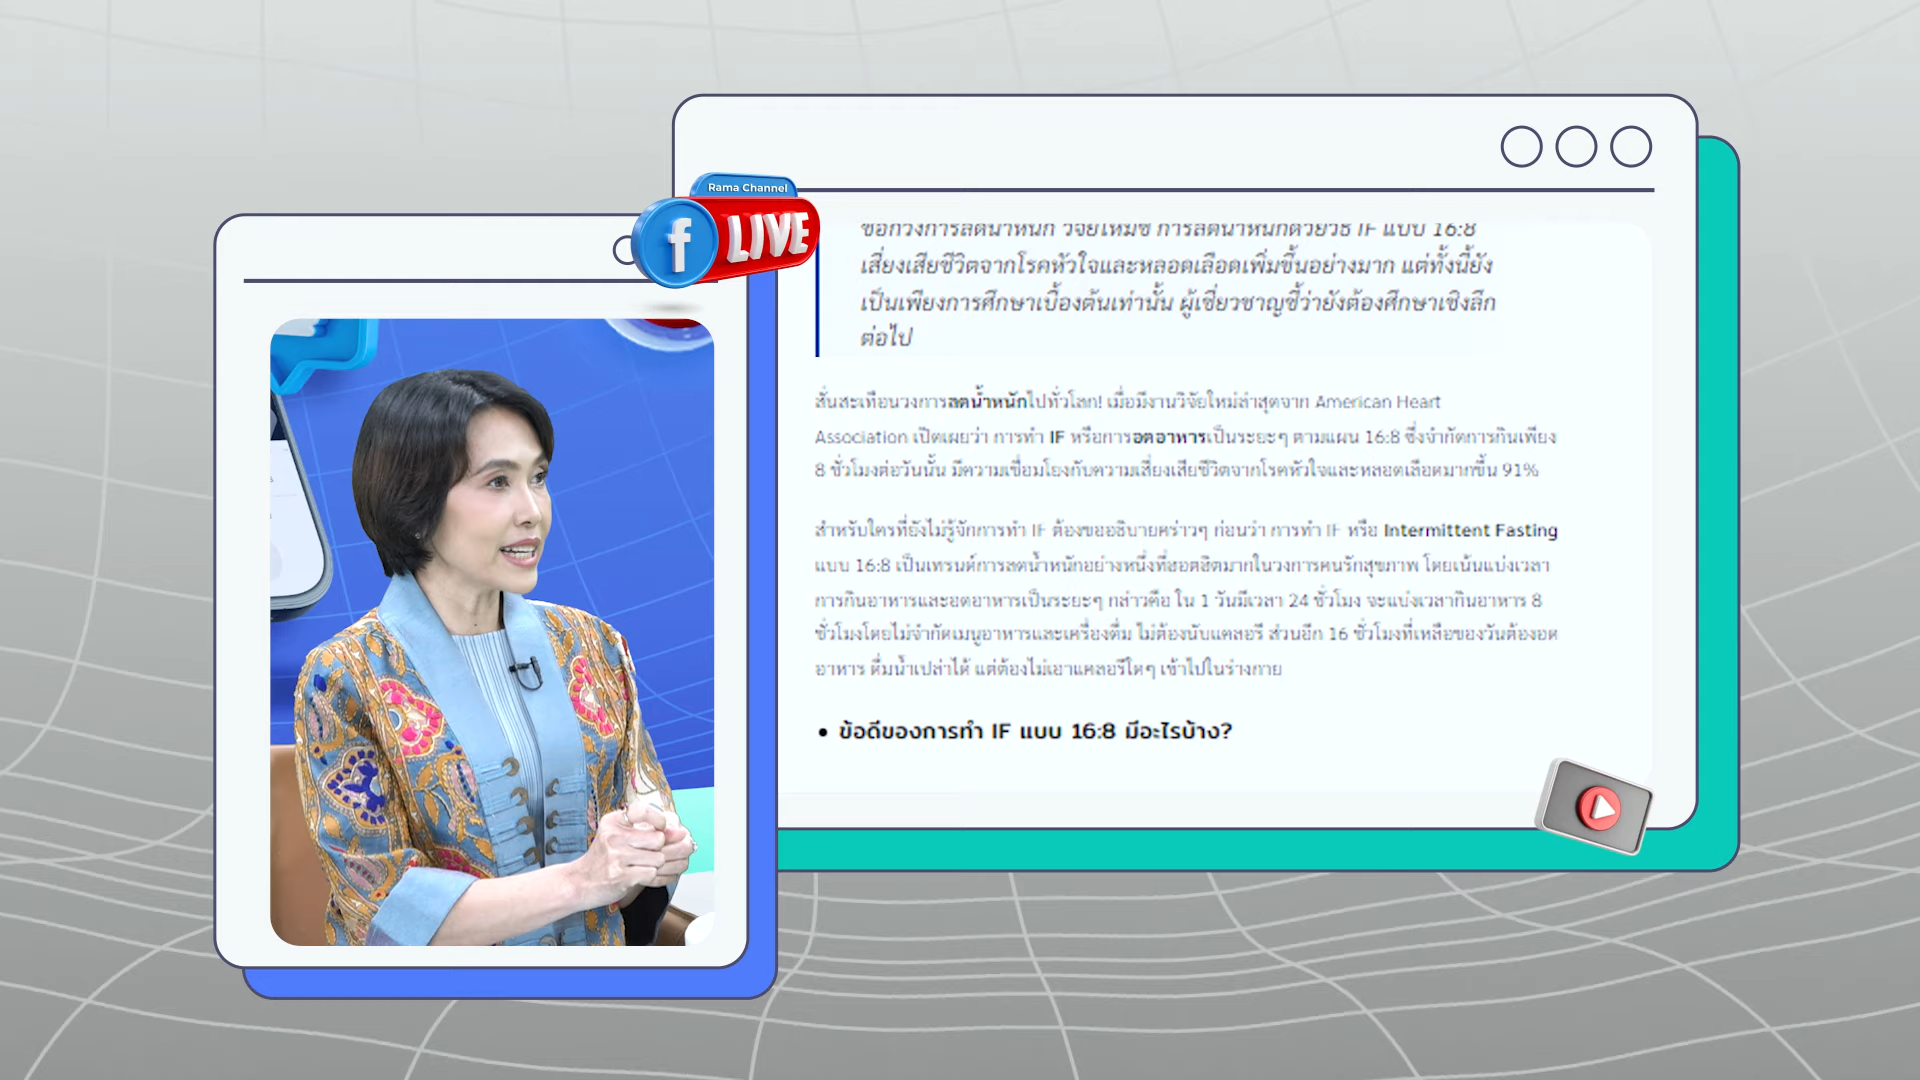 Rama Channel
f LIVE
ช็อกวงการลดน้ำหนัก วิจัยใหม่ชี้ การลดน้ำหนักด้วยวิธี IF แบบ 16:8
เสี่ยงเสียชีวิตจากโรคหัวใจและหลอดเลือดเพิ่มขึ้นอย่างมาก แต่ทั้งนี้ยัง
เป็นเพียงการศึกษาเบื้องต้นเท่านั้น ผู้เชี่ยวชาญชี้ว่ายังต้องศึกษาเชิงลึก
ต่อไป
สั่นสะเทือนวงการลดน้ำหนักไปทั่วโลก! เมื่อมีงานวิจัยใหม่ล่าสุดจาก American Heart
Association เปิดเผยว่า การทำ IF หรือการอดอาหารเป็นระยะๆ ตามแผน 16:8 ซึ่งจำกัดการกินเพียง
8 ชั่วโมงต่อวันนั้น มีความเชื่อมโยงกับความเสี่ยงเสียชีวิตจากโรคหัวใจและหลอดเลือดมากขึ้น 91%
สำหรับใครที่ยังไม่รู้จักการทำ IF ต้องขออธิบายคร่าวๆ ก่อนว่า การทำ IF หรือ Intermittent Fasting
แบบ 16:8 เป็นเทรนด์การลดน้ำหนักอย่างหนึ่งที่ฮอตฮิตมากในวงการคนรักสุขภาพ โดยเน้นแบ่งเวลา
การกินอาหารและอดอาหารเป็นระยะๆ กล่าวคือ ใน 1 วันมีเวลา 24 ชั่วโมง จะแบ่งเวลากินอาหาร 8
ชั่วโมงโดยไม่จำกัดเมนูอาหารและเครื่องดื่ม ไม่ต้องนับแคลอรี ส่วนอีก 16 ชั่วโมงที่เหลือของวันต้องอด
อาหาร ดื่มน้ำเปล่าได้ แต่ต้องไม่เอาแคลอรีใดๆ เข้าไปในร่างกาย
• ข้อดีของการทำ IF แบบ 16:8 มีอะไรบ้าง?